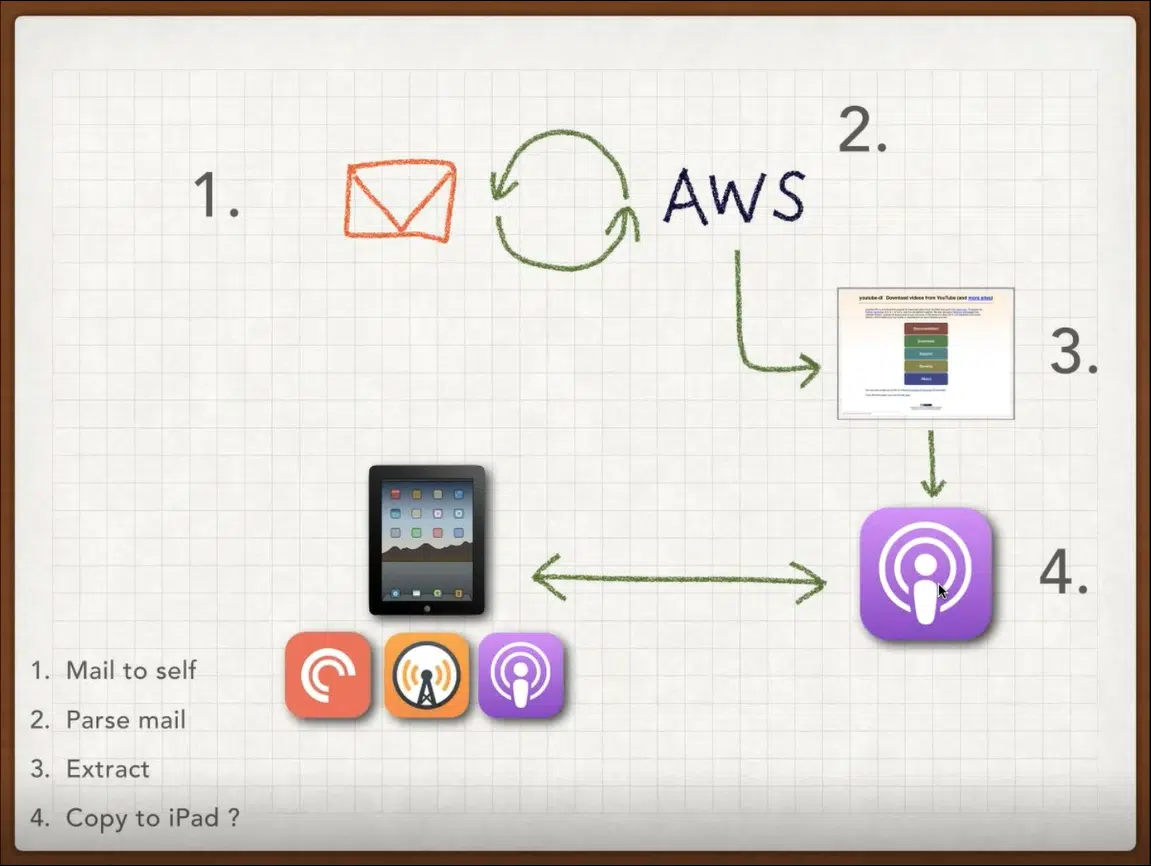 2.
1.
AWS
youtube-dl Download videos from YouTube (and more sites)
3.
Documentation
Download
Support
Develop
About
4.
1. Mail to self
2. Parse mail
3. Extract
4. Copy to iPad ?